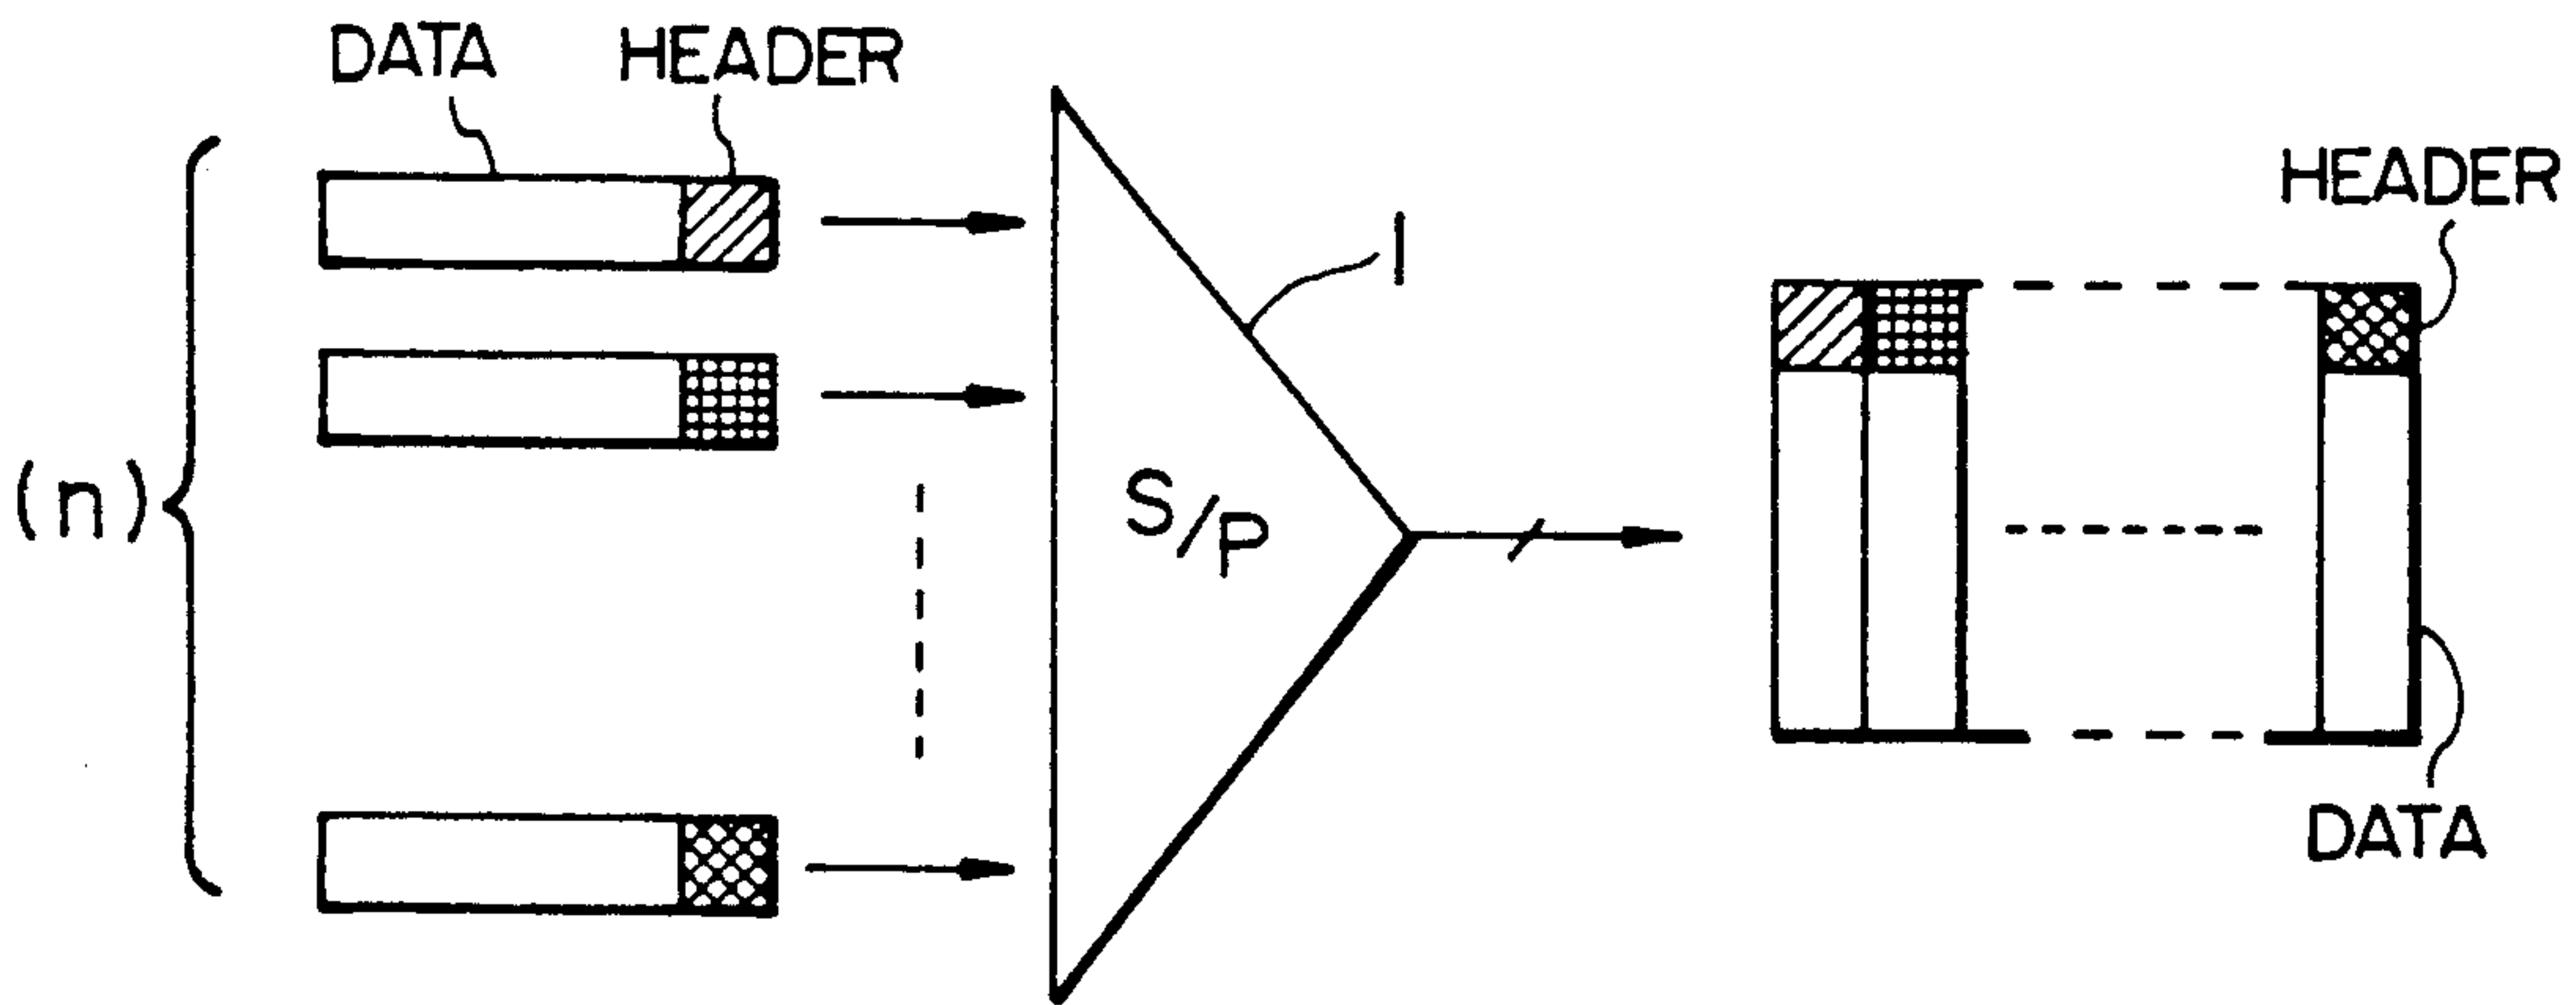 DATA
HEADER
(n)
S/P
1
HEADER
DATA